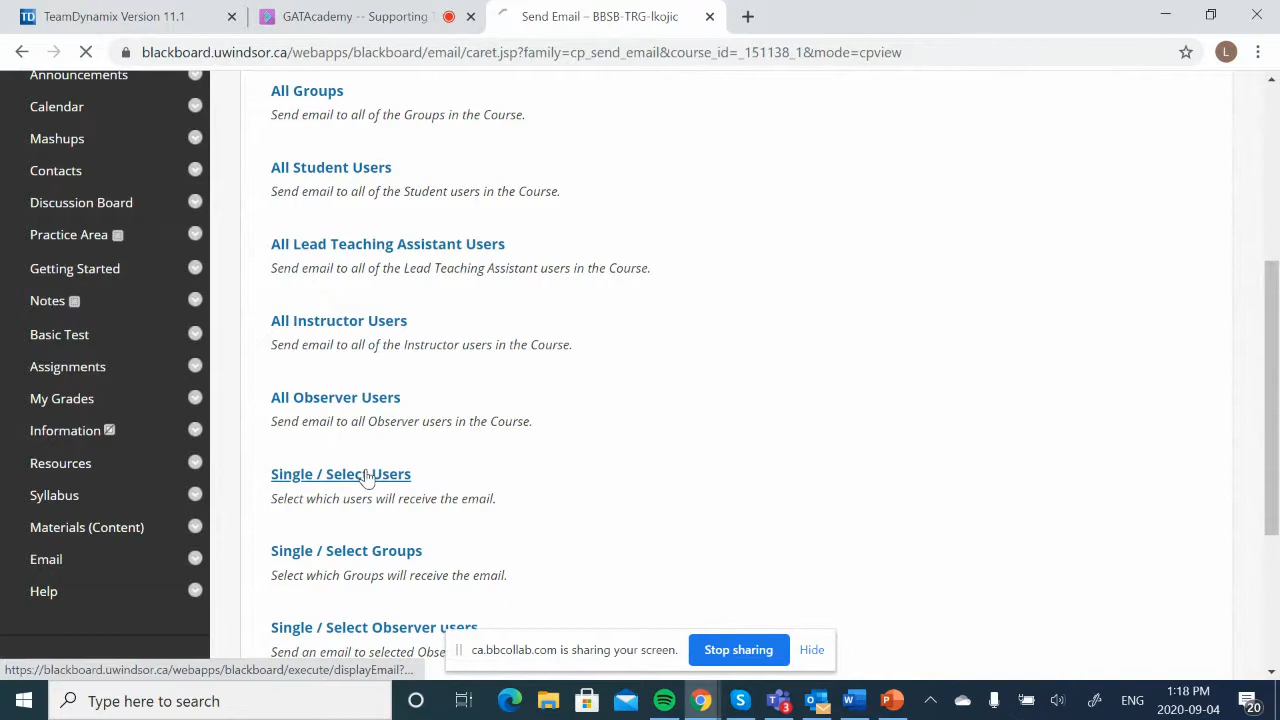 TeamDynamix Version 11.1
GATAcademy -- Supporting T
Send Email – BBSB-TRG-lkojic
blackboard.uwindsor.ca/webapps/blackboard/email/caret.jsp?family=cp_send_email&course_id=_151138_1&mode=cpview
L
Announcements
Calendar
Mashups
Contacts
Discussion Board
Practice Area
Getting Started
Notes
Basic Test
Assignments
My Grades
Information
Resources
Syllabus
Materials (Content)
Email
Help
All Groups
Send email to all of the Groups in the Course.
All Student Users
Send email to all of the Student users in the Course.
All Lead Teaching Assistant Users
Send email to all of the Lead Teaching Assistant users in the Course.
All Instructor Users
Send email to all of the Instructor users in the Course.
All Observer Users
Send email to all Observer users in the Course.
Single / Select Users
Select which users will receive the email.
Single / Select Groups
Select which Groups will receive the email.
Single / Select Observer users
Send an email to selected Obse
ca.bbcollab.com is sharing your screen.
Stop sharing
Hide
https://blackboard.uwindsor.ca/webapps/blackboard/execute/displayEmail?...
Type here to search
3
ENG
1:18 PM
2020-09-04
20